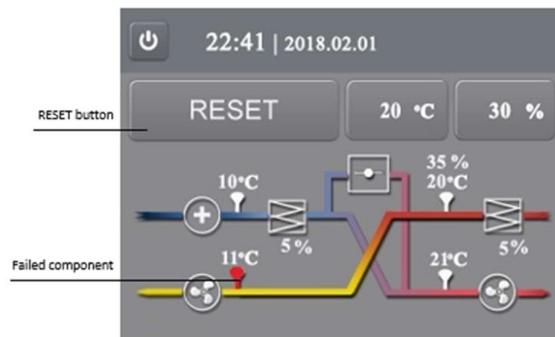 22:41 | 2018.02.01
RESET button
RESET
20 °C
30 %
35 %
10°C
20°C
5%
5%
Failed component
11°C
21°C